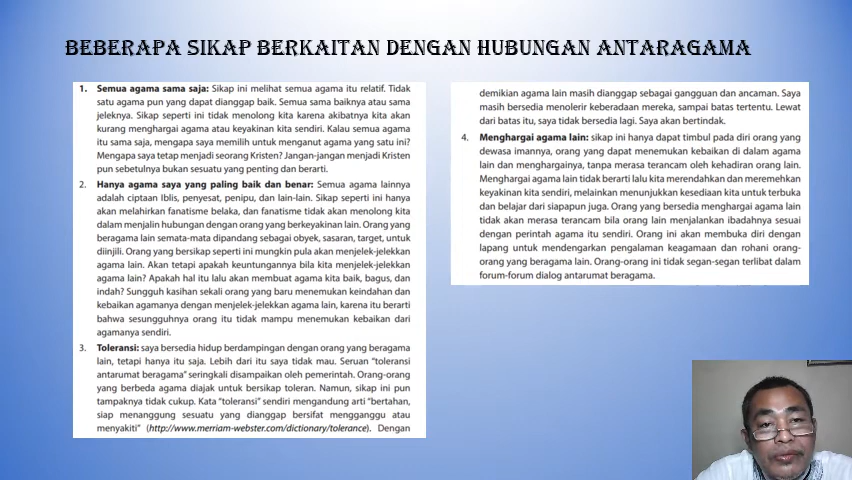 BEBERAPA SIKAP BERKAITAN DENGAN HUBUNGAN ANTARAGAMA
1. Semua agama sama saja: Sikap ini melihat semua agama itu relatif. Tidak
satu agama pun yang dapat dianggap baik. Semua sama baiknya atau sama
jeleknya. Sikap seperti ini tidak menolong kita karena akibatnya kita akan
kurang menghargai agama atau keyakinan kita sendiri. Kalau semua agama
itu sama saja, mengapa saya memilih untuk menganut agama yang satu ini?
Mengapa saya tetap menjadi seorang Kristen? Jangan-jangan menjadi Kristen
pun sebetulnya bukan sesuatu yang penting dan berarti.
2. Hanya agama saya yang paling baik dan benar: Semua agama lainnya
adalah ciptaan Iblis, penyesat, penipu, dan lain-lain. Sikap seperti ini hanya
akan melahirkan fanatisme belaka, dan fanatisme tidak akan menolong kita
dalam menjalin hubungan dengan orang yang berkeyakinan lain. Orang yang
beragama lain semata-mata dipandang sebagai obyek, sasaran, target, untuk
diinjili. Orang yang bersikap seperti ini mungkin pula akan menjelek-jelekkan
agama lain. Akan tetapi apakah keuntungannya bila kita menjelek-jelekkan
agama lain? Apakah hal itu lalu akan membuat agama kita baik, bagus, dan
indah? Sungguh kasihan sekali orang yang baru menemukan keindahan dan
kebaikan agamanya dengan menjelek-jelekkan agama lain, karena itu berarti
bahwa sesungguhnya orang itu tidak mampu menemukan kebaikan dari
agamanya sendiri.
3. Toleransi: saya bersedia hidup berdampingan dengan orang yang beragama
lain, tetapi hanya itu saja. Lebih dari itu saya tidak mau. Seruan “toleransi
antarumat beragama” seringkali disampaikan oleh pemerintah. Orang-orang
yang berbeda agama diajak untuk bersikap toleran. Namun, sikap ini pun
tampaknya tidak cukup. Kata “toleransi” sendiri mengandung arti “bertahan,
siap menanggung sesuatu yang dianggap bersifat mengganggu atau
menyakiti” (http://www.merriam-webster.com/dictionary/tolerance). Dengan
demikian agama lain masih dianggap sebagai gangguan dan ancaman. Saya
masih bersedia menolerir keberadaan mereka, sampai batas tertentu. Lewat
dari batas itu, saya tidak bersedia lagi. Saya akan bertindak.
4. Menghargai agama lain: sikap ini hanya dapat timbul pada diri orang yang
dewasa imannya, orang yang dapat menemukan kebaikan di dalam agama
lain dan menghargainya, tanpa merasa terancam oleh kehadiran orang lain.
Menghargai agama lain tidak berarti lalu kita merendahkan dan meremehkan
keyakinan kita sendiri, melainkan menunjukkan kesediaan kita untuk terbuka
dan belajar dari siapapun juga. Orang yang bersedia menghargai agama lain
tidak akan merasa terancam bila orang lain menjalankan ibadahnya sesuai
dengan perintah agama itu sendiri. Orang ini akan membuka diri dengan
lapang untuk mendengarkan pengalaman keagamaan dan rohani orang-
orang yang beragama lain. Orang-orang ini tidak segan-segan terlibat dalam
forum-forum dialog antarumat beragama.